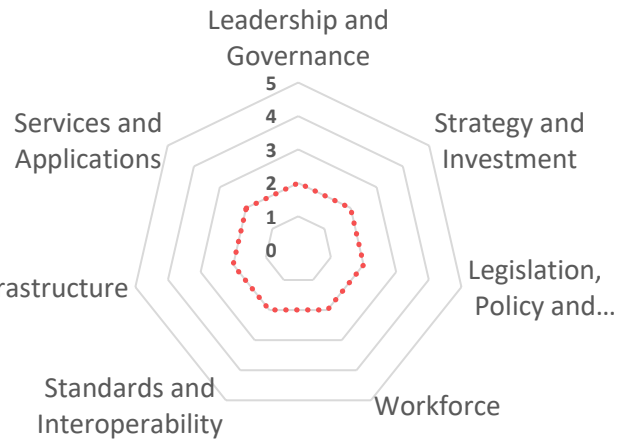 Leadership and
Governance
5
4
3
2
1
0
Strategy and
Investment
Legislation,
Policy and...
Workforce
Standards and
Interoperability
rastructure
Services and
Applications